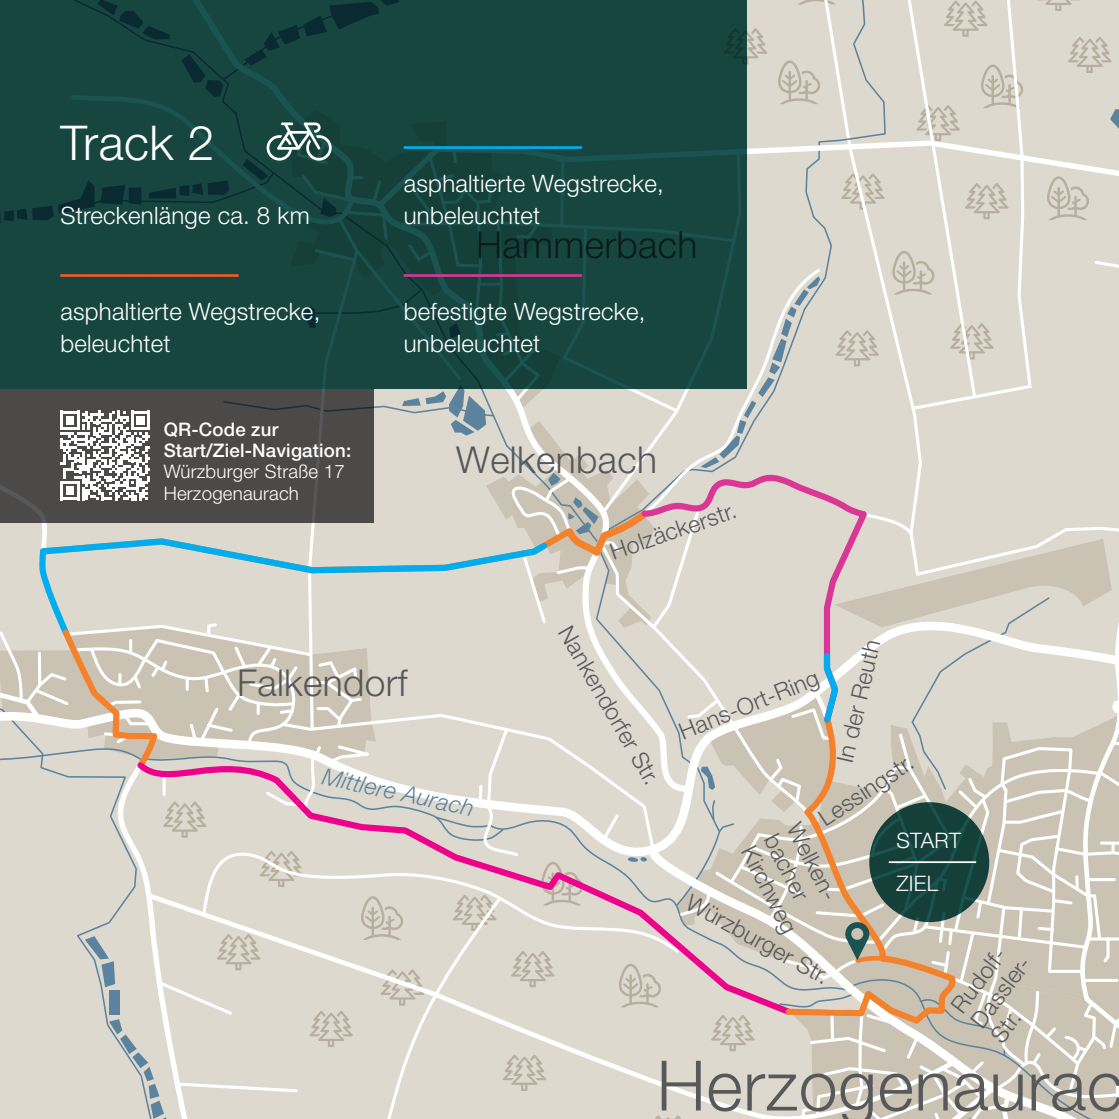 Track 2
Streckenlänge ca. 8 km
asphaltierte Wegstrecke,
beleuchtet
asphaltierte Wegstrecke,
unbeleuchtet
befestigte Wegstrecke,
unbeleuchtet
Hammerbach
QR-Code zur
Start/Ziel-Navigation:
Würzburger Straße 17
Herzogenaurach
Welkenbach
Holzäckerstr.
Falkendorf
Nankendorfer Str.
Hans-Ort-Ring
In der Reuth
Mittlere Aurach
Lessingstr.
Welken-
bacher
Kirchweg
START
ZIEL
Würzburger Str.
Rudolf-
Dassler-
Str.
Herzogenaurac